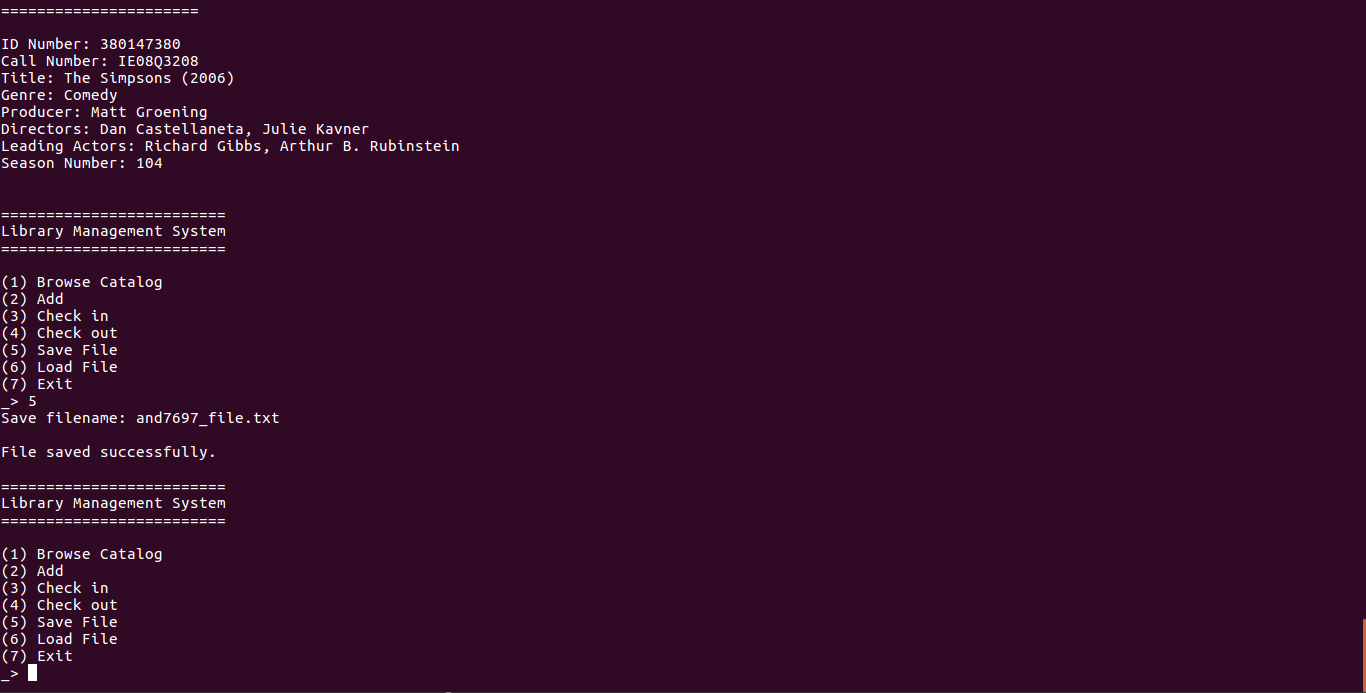 ======================
ID Number: 380147380
Call Number: IE08Q3208
Title: The Simpsons (2006)
Genre: Comedy
Producer: Matt Groening
Directors: Dan Castellaneta, Julie Kavner
Leading Actors: Richard Gibbs, Arthur B. Rubinstein
Season Number: 104
=========================
Library Management System
=========================
(1) Browse Catalog
(2) Add
(3) Check in
(4) Check out
(5) Save File
(6) Load File
(7) Exit
_> 5
Save filename: and7697_file.txt
File saved successfully.
=========================
Library Management System
=========================
(1) Browse Catalog
(2) Add
(3) Check in
(4) Check out
(5) Save File
(6) Load File
(7) Exit
_>